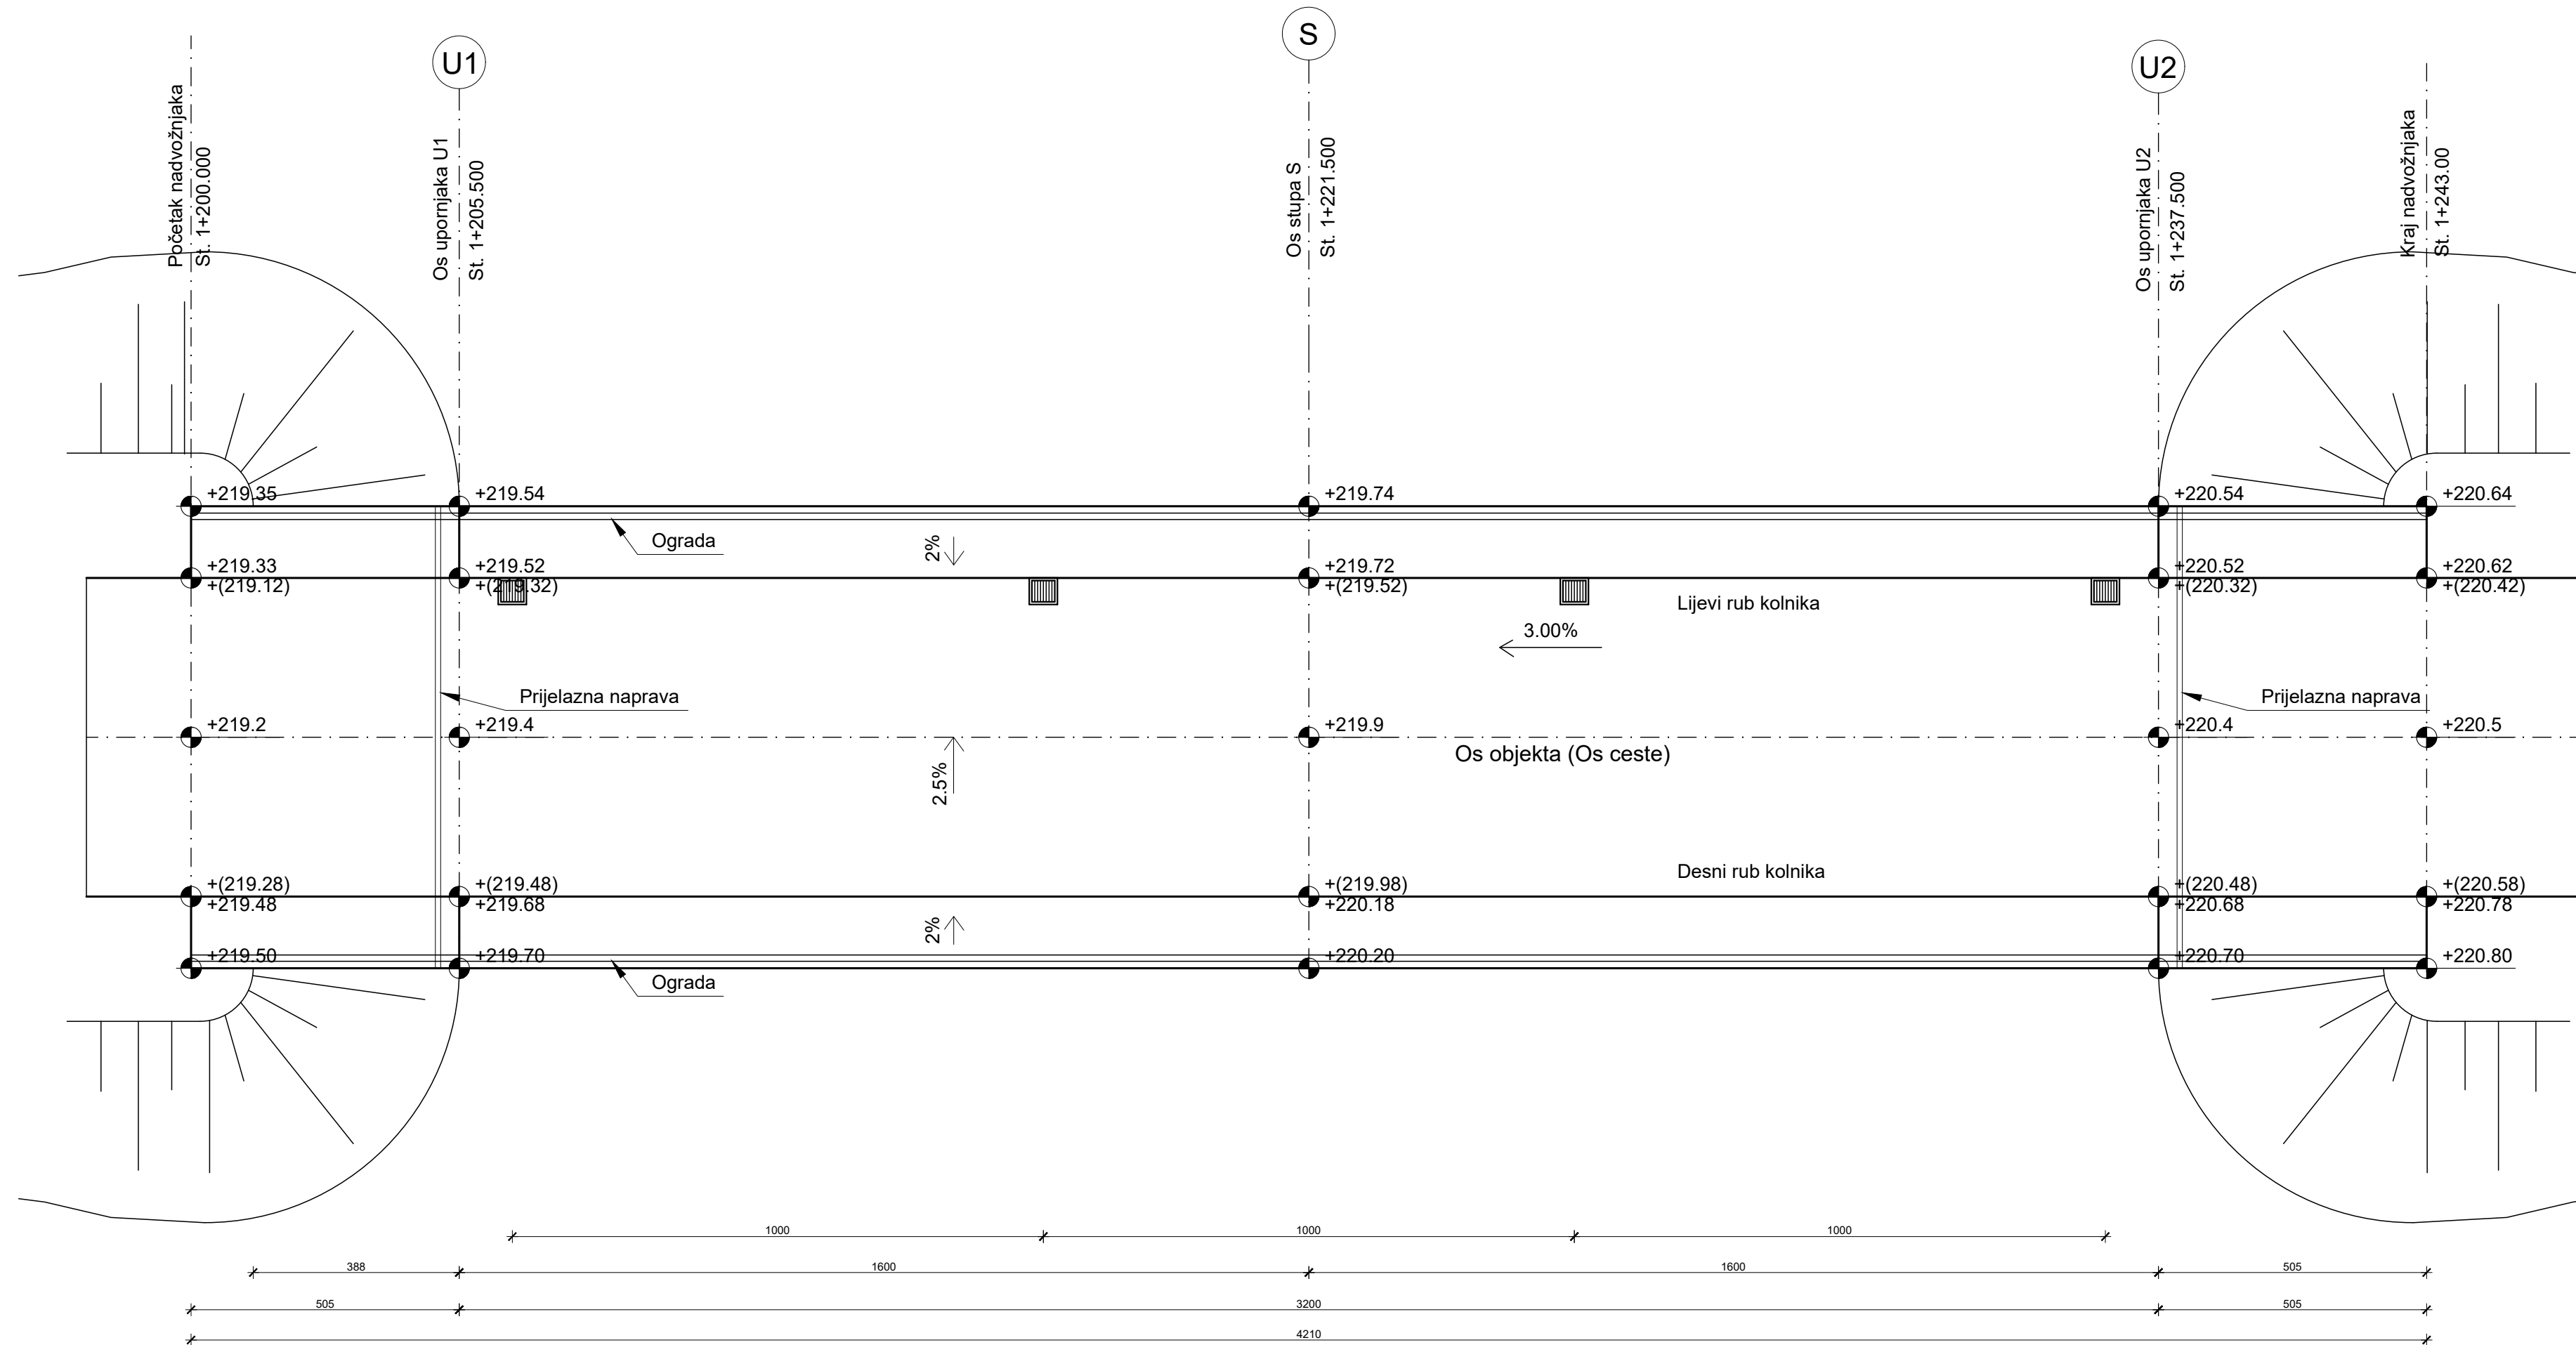 U1
S
U2
Početak nadvožnjaka
St. 1+200.000
Os upornjaka U1
St. 1+205.500
Os stupa S
St. 1+221.500
Os upornjaka U2
St. 1+237.500
Kraj nadvožnjaka
St. 1+243.00
+219.35
+219.54
+219.74
+220.54
+220.64
Ograda
2%
+219.33
+219.52
+219.72
+220.52
+220.62
+(219.12)
+(219.32)
+(219.52)
+(220.32)
+(220.42)
Lijevi rub kolnika
3.00%
Prijelazna naprava
Prijelazna naprava
+219.2
+219.4
+219.9
+220.4
+220.5
Os objekta (Os ceste)
2.5%
Desni rub kolnika
+(219.28)
+(219.48)
+(219.98)
+(220.48)
+(220.58)
+219.48
+219.68
+220.18
+220.68
+220.78
2%
+219.50
+219.70
+220.20
+220.70
+220.80
Ograda
1000
1000
1000
388
1600
1600
505
505
3200
505
4210